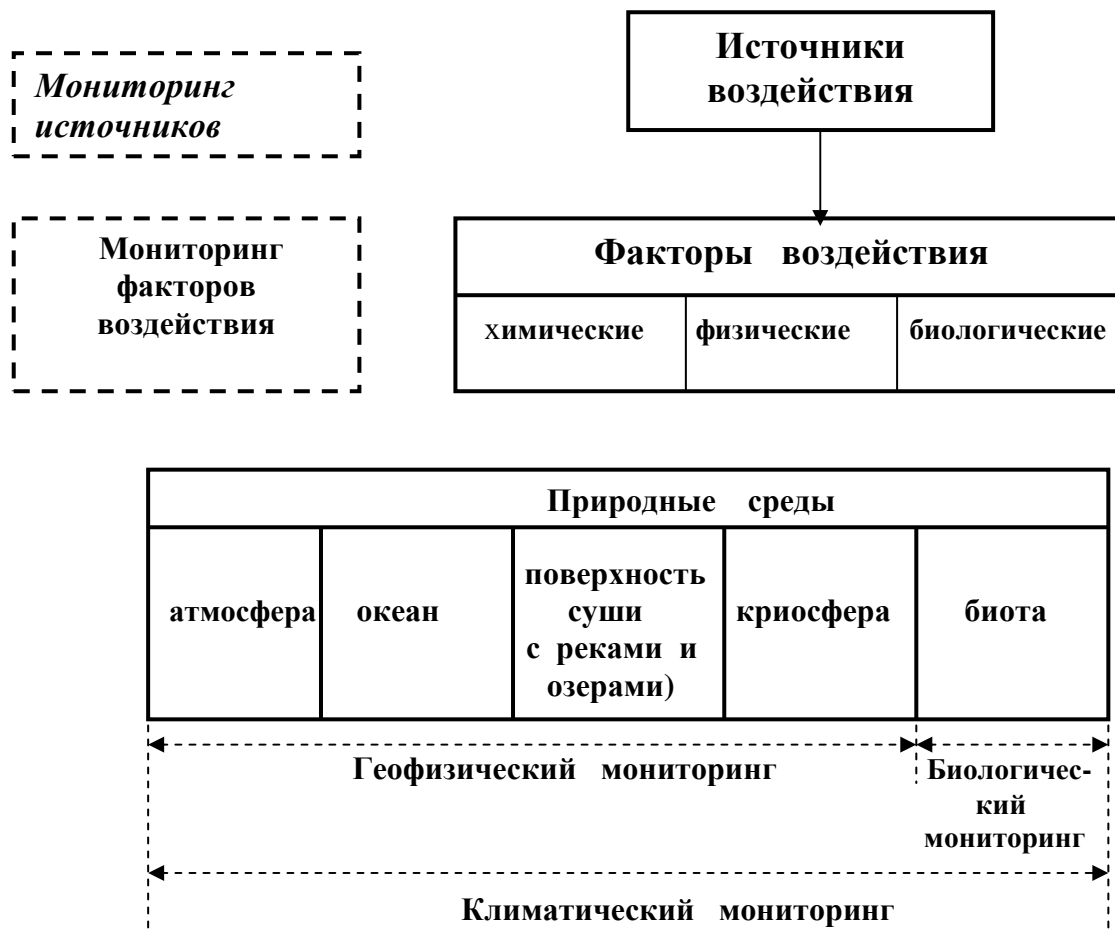 Мониторинг
источников
Источники
воздействия
Мониторинг
факторов
воздействия
Факторы воздействия
химические физические биологические
Природные среды
атмосфера
океан
поверхность
суши
с реками и
озерами)
криосфера
биота
Геофизический мониторинг
Биологичес-
кий
мониторинг
Климатический мониторинг